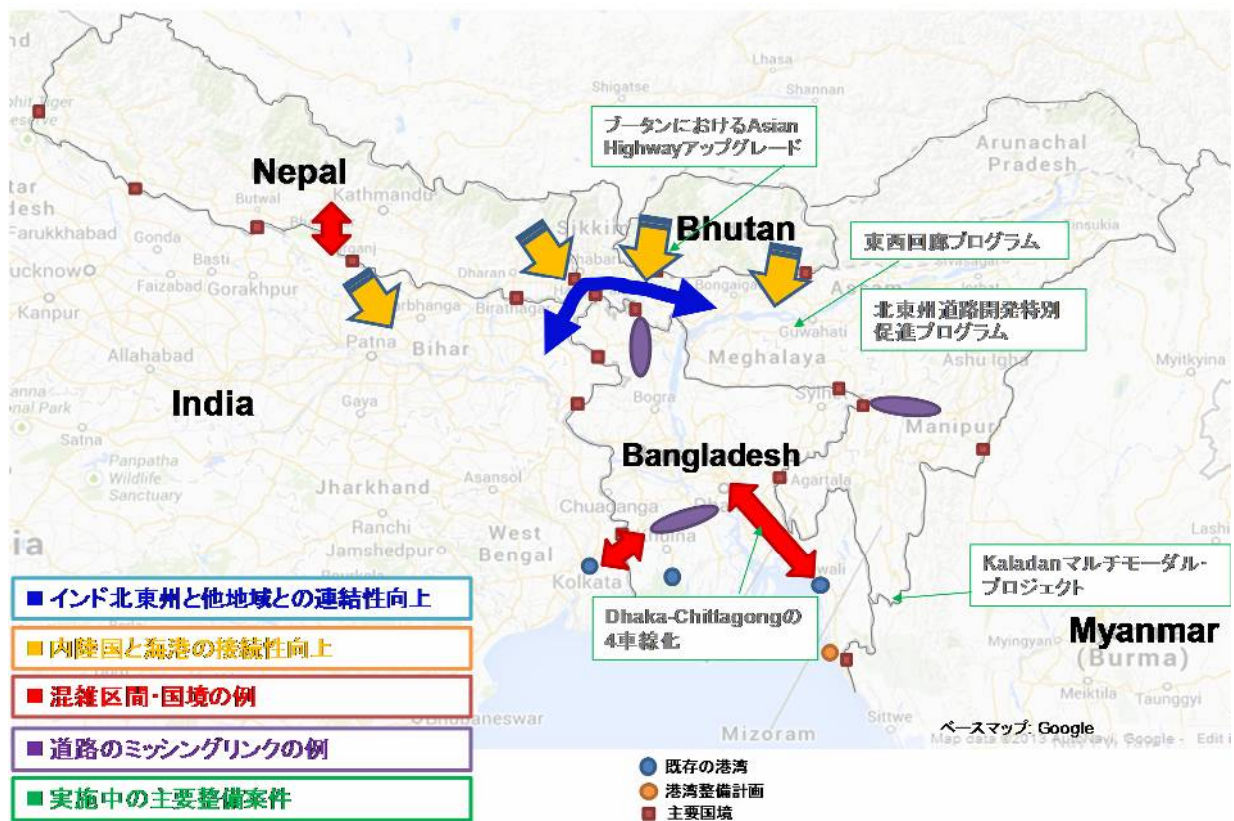 Lhasa
Shigatse
Shannan
ブータンにおけるAsian
Highwayアップグレード
Arunachal
Pradesh
Nepal
Kathmandu
Butwal
Sikkim
Bhutan
東西回廊プログラム
Farukkhabad
Gonda
Basti
Gorakhpur
Faizabad
Dharan
Biratnagar
Bongaiga
Assam
Kanpur
Patna
Bihar
Guwahati
Meghalaya
北東州道路開発特別
促進プログラム
Allahabad
Gaya
India
Bogra
Manipur
Myitkyina
Satna
Panpatha
Wildlife
Sanctuary
Bangladesh
Agartala
Jharkhand
Asansol
Chuadanga
Ranchi
Jamshedpur
West
Bengal
Kolkata
Kaladanマルチモーダル・
プロジェクト
Dhaka-Chittagongの
4車線化
Myanmar
(Burma)
Myingyan
Meiktila
Taunggyi
Sittwe
Mizoram
ベースマップ: Google
■インド北東州と他地域との連結性向上
■内陸国と海港の接続性向上
■混雑区間・国境の例
■道路のミッシングリンクの例
■実施中の主要整備案件
既存の港湾
港湾整備計画
主要国境